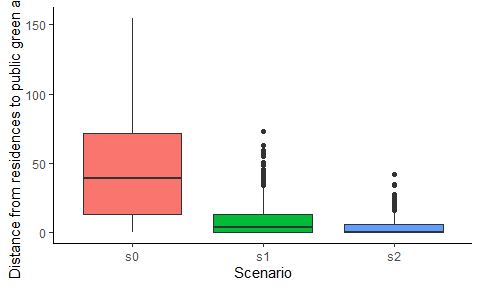 Distance from residences to public green a
150
100
50
0
s0 s1 s2
Scenario